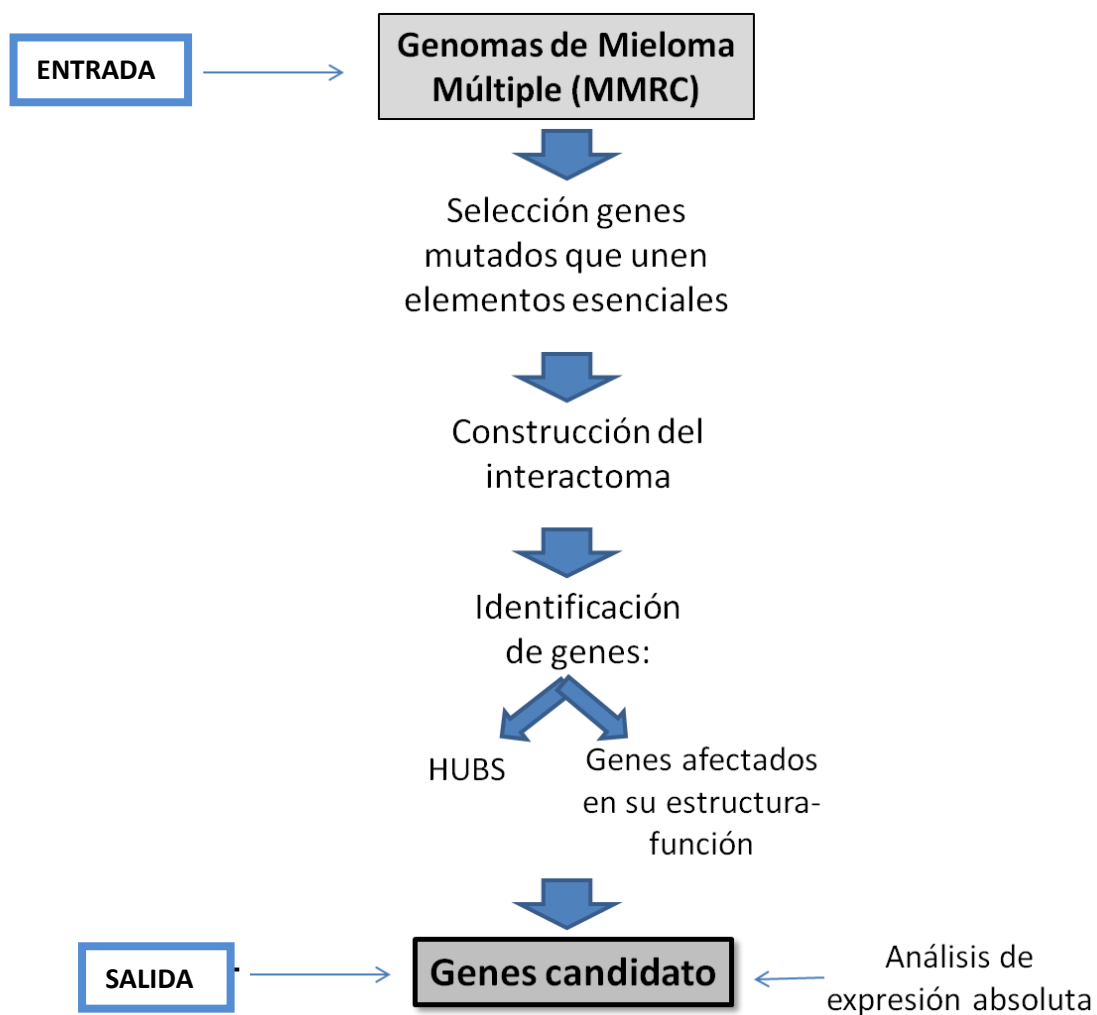 ENTRADA
Genomas de Mieloma
Múltiple (MMRC)
Selección genes
mutados que unen
elementos esenciales
Construcción del
interactoma
Identificación
de genes:
HUBS
Genes afectados
en su estructura-
función
SALIDA
Genes candidato
Análisis de
expresión absoluta